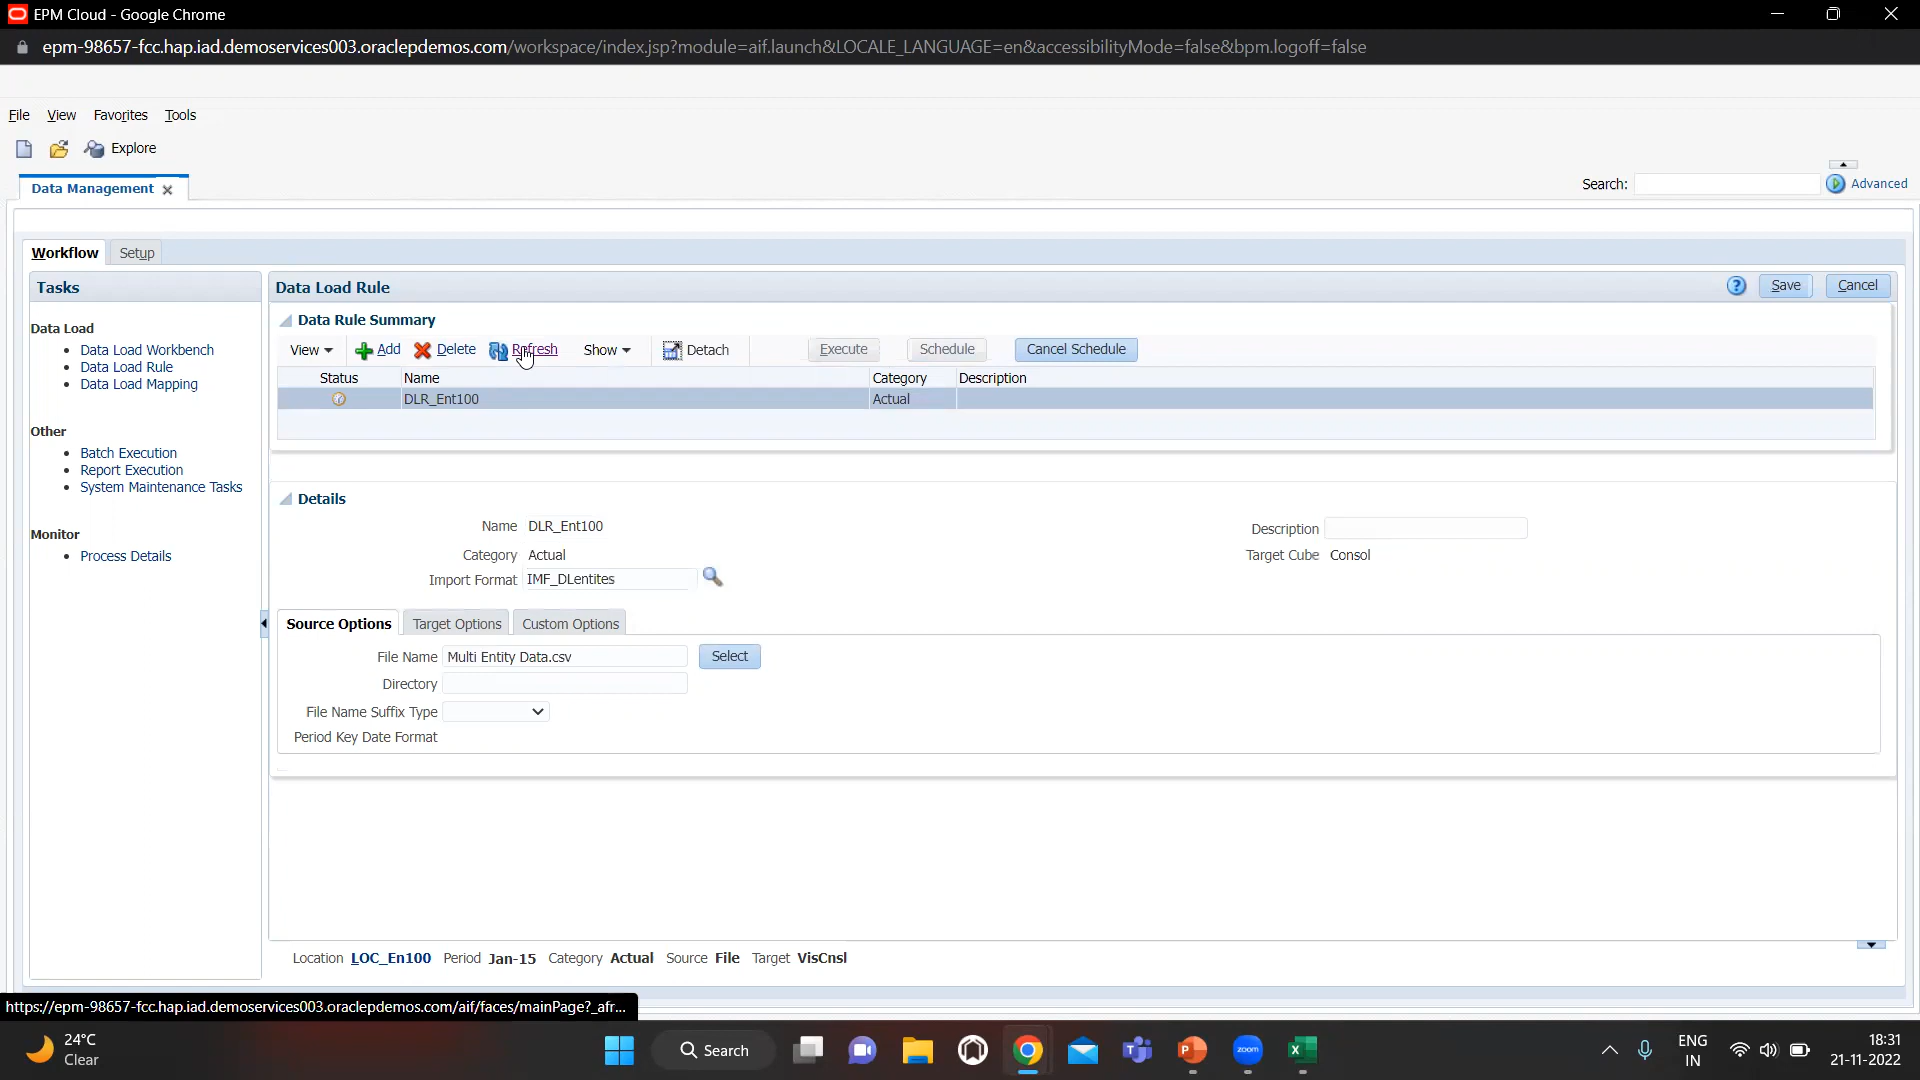 EPM Cloud - Google Chrome
epm-98657-fcc.hap.iad.demoservices003.oraclepdemos.com/workspace/index.jsp?module=aif.launch&LOCALE_LANGUAGE=en&accessibilityMode=false&bpm.logoff=false
File View Favorites Tools
Explore
Data Management
Search: Advanced
Workflow Setup
Tasks
Data Load Rule
Save Cancel
Data Load
Data Load Workbench
Data Load Rule
Data Load Mapping
Other
Batch Execution
Report Execution
System Maintenance Tasks
Monitor
Process Details
Data Rule Summary
View Add Delete Refresh Show Detach Execute Schedule Cancel Schedule
Status Name Category Description
DLR_Ent100 Actual
Details
Name DLR_Ent100
Description
Category Actual
Target Cube Consol
Import Format IMF_DLentites
Source Options Target Options Custom Options
File Name Multi Entity Data.csv Select
Directory
File Name Suffix Type
Period Key Date Format
Location LOC_En100 Period Jan-15 Category Actual Source File Target VisCnsl
https://epm-98657-fcc.hap.iad.demoservices003.oraclepdemos.com/aif/faces/mainPage?_afr...
24°C
Clear
Search
zoom
ENG
IN
18:31
21-11-2022